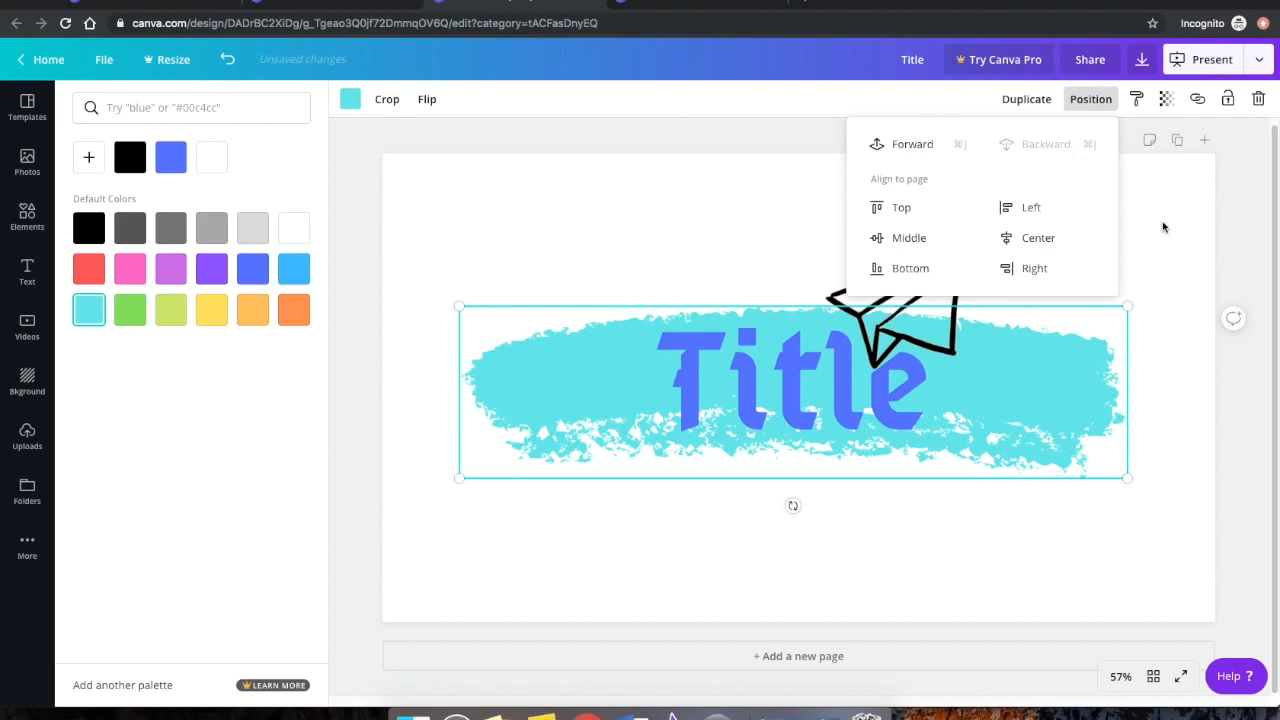 canva.com/design/DADrBC2XiDg/g_Tgeao3Q0jf72DmmqOV6Q/edit?category=tACFasDnyEQ
Incognito
Home File Resize Unsaved changes Title Try Canva Pro Share Present
Templates
Photos
Elements
Text
Videos
Bkground
Uploads
Folders
More
Try "blue" or "#00c4cc"
Default Colors
Add another palette LEARN MORE
Crop Flip Duplicate Position
Forward ⌘] Backward ⌘[
Align to page
Top Left
Middle Center
Bottom Right
Title
+ Add a new page
57% Help ?